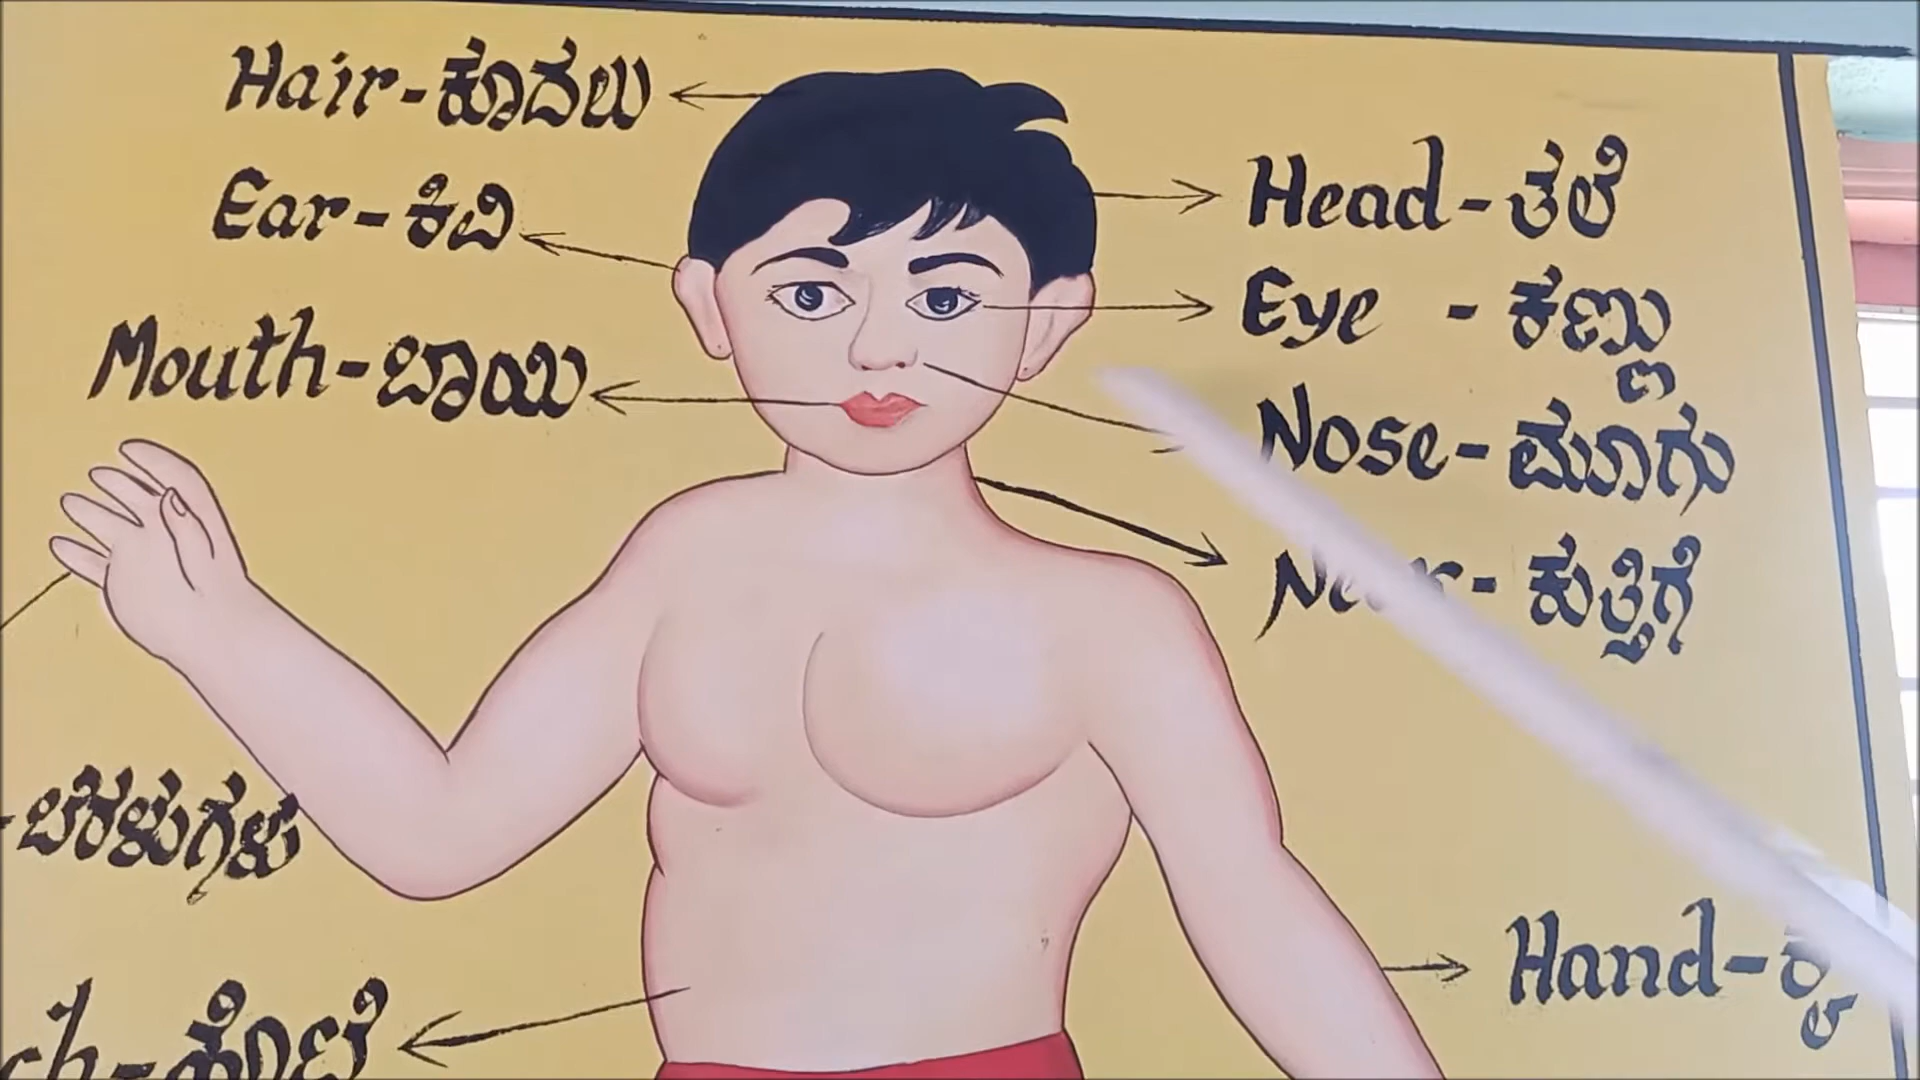 Hair-ಕೂದಲು
Ear-ಕಿವಿ
Mouth-ಬಾಯಿ
Head-ತಲೆ
Eye - ಕಣ್ಣು
Nose-ಮೂಗು
- ಕುತ್ತಿಗೆ
-ಬೆರಳುಗಳು
Hand-
-ಹೊಟ್ಟೆ